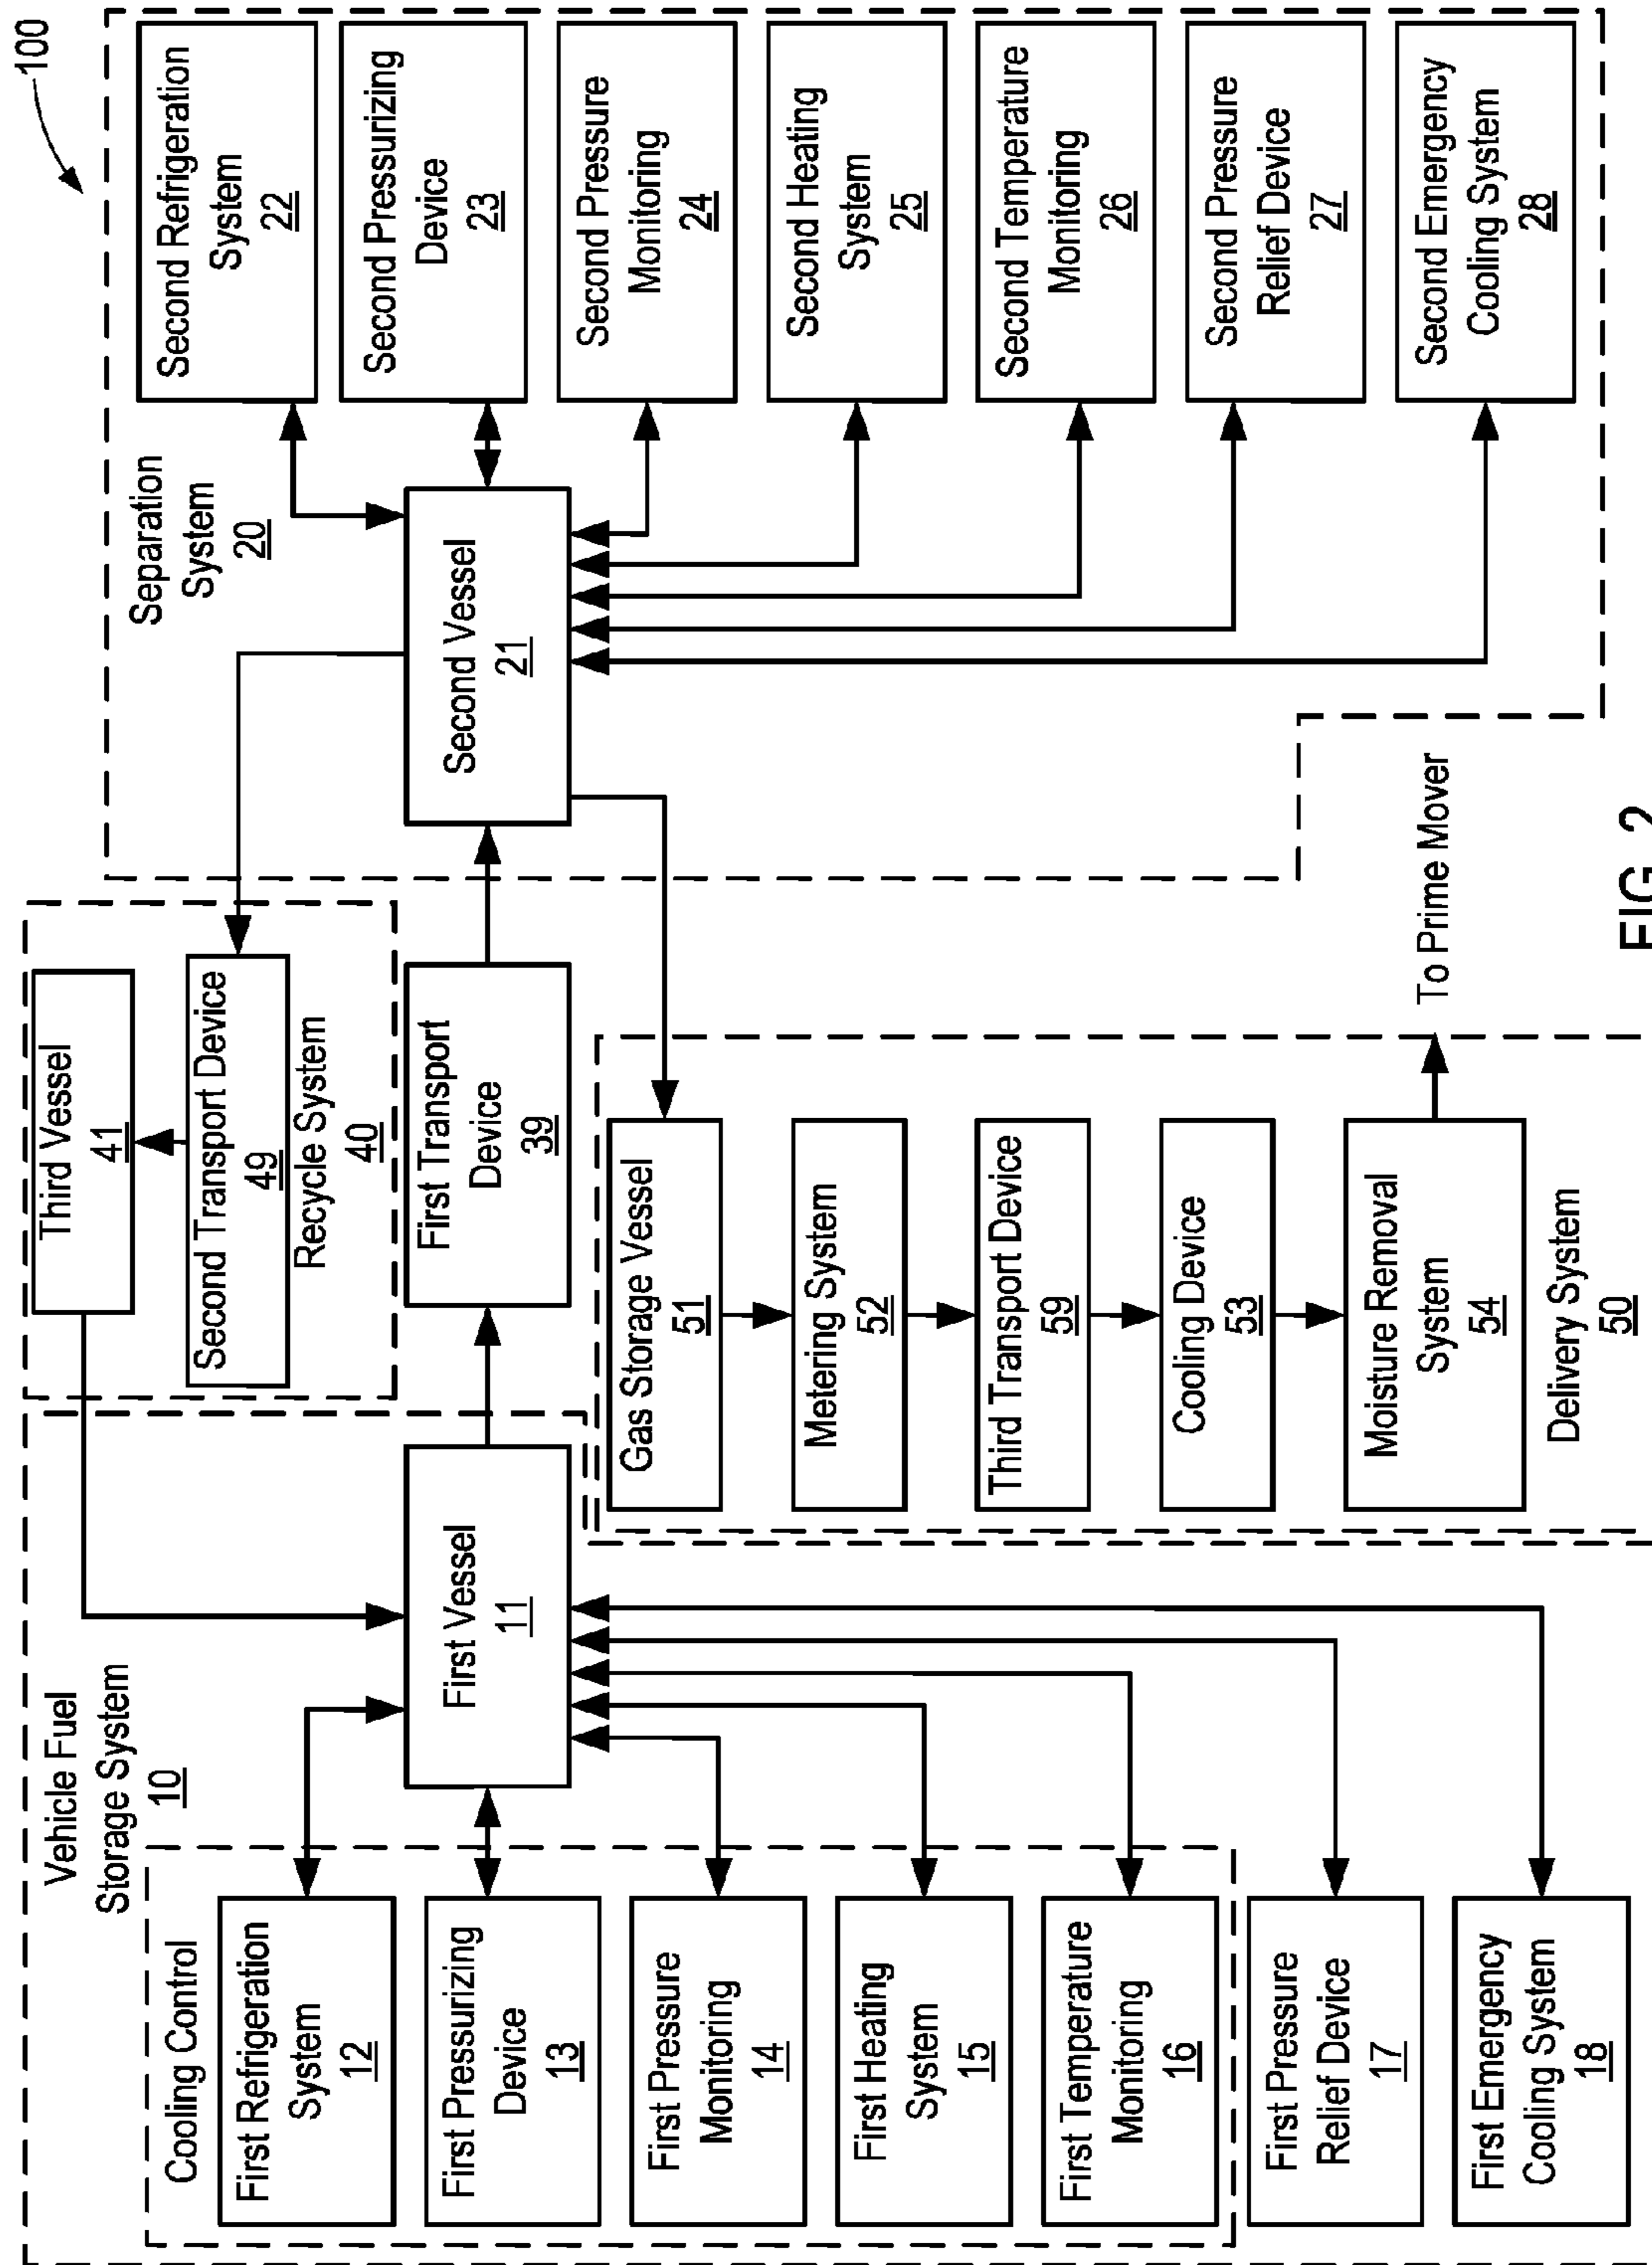 100
Vehicle Fuel
Storage System
10
Cooling Control
First Refrigeration
System
12
First Pressurizing
Device
13
First Pressure
Monitoring
14
First Heating
System
15
First Temperature
Monitoring
16
First Pressure
Relief Device
17
First Emergency
Cooling System
18
First Vessel
11
Third Vessel
41
Second Transport Device
49
Recycle System
40
First Transport
Device
39
Gas Storage Vessel
51
Metering System
52
Third Transport Device
59
Cooling Device
53
Moisture Removal
System
54
Delivery System
50
To Prime Mover
Separation
System
20
Second Vessel
21
Second Refrigeration
System
22
Second Pressurizing
Device
23
Second Pressure
Monitoring
24
Second Heating
System
25
Second Temperature
Monitoring
26
Second Pressure
Relief Device
27
Second Emergency
Cooling System
28
FIG. 2